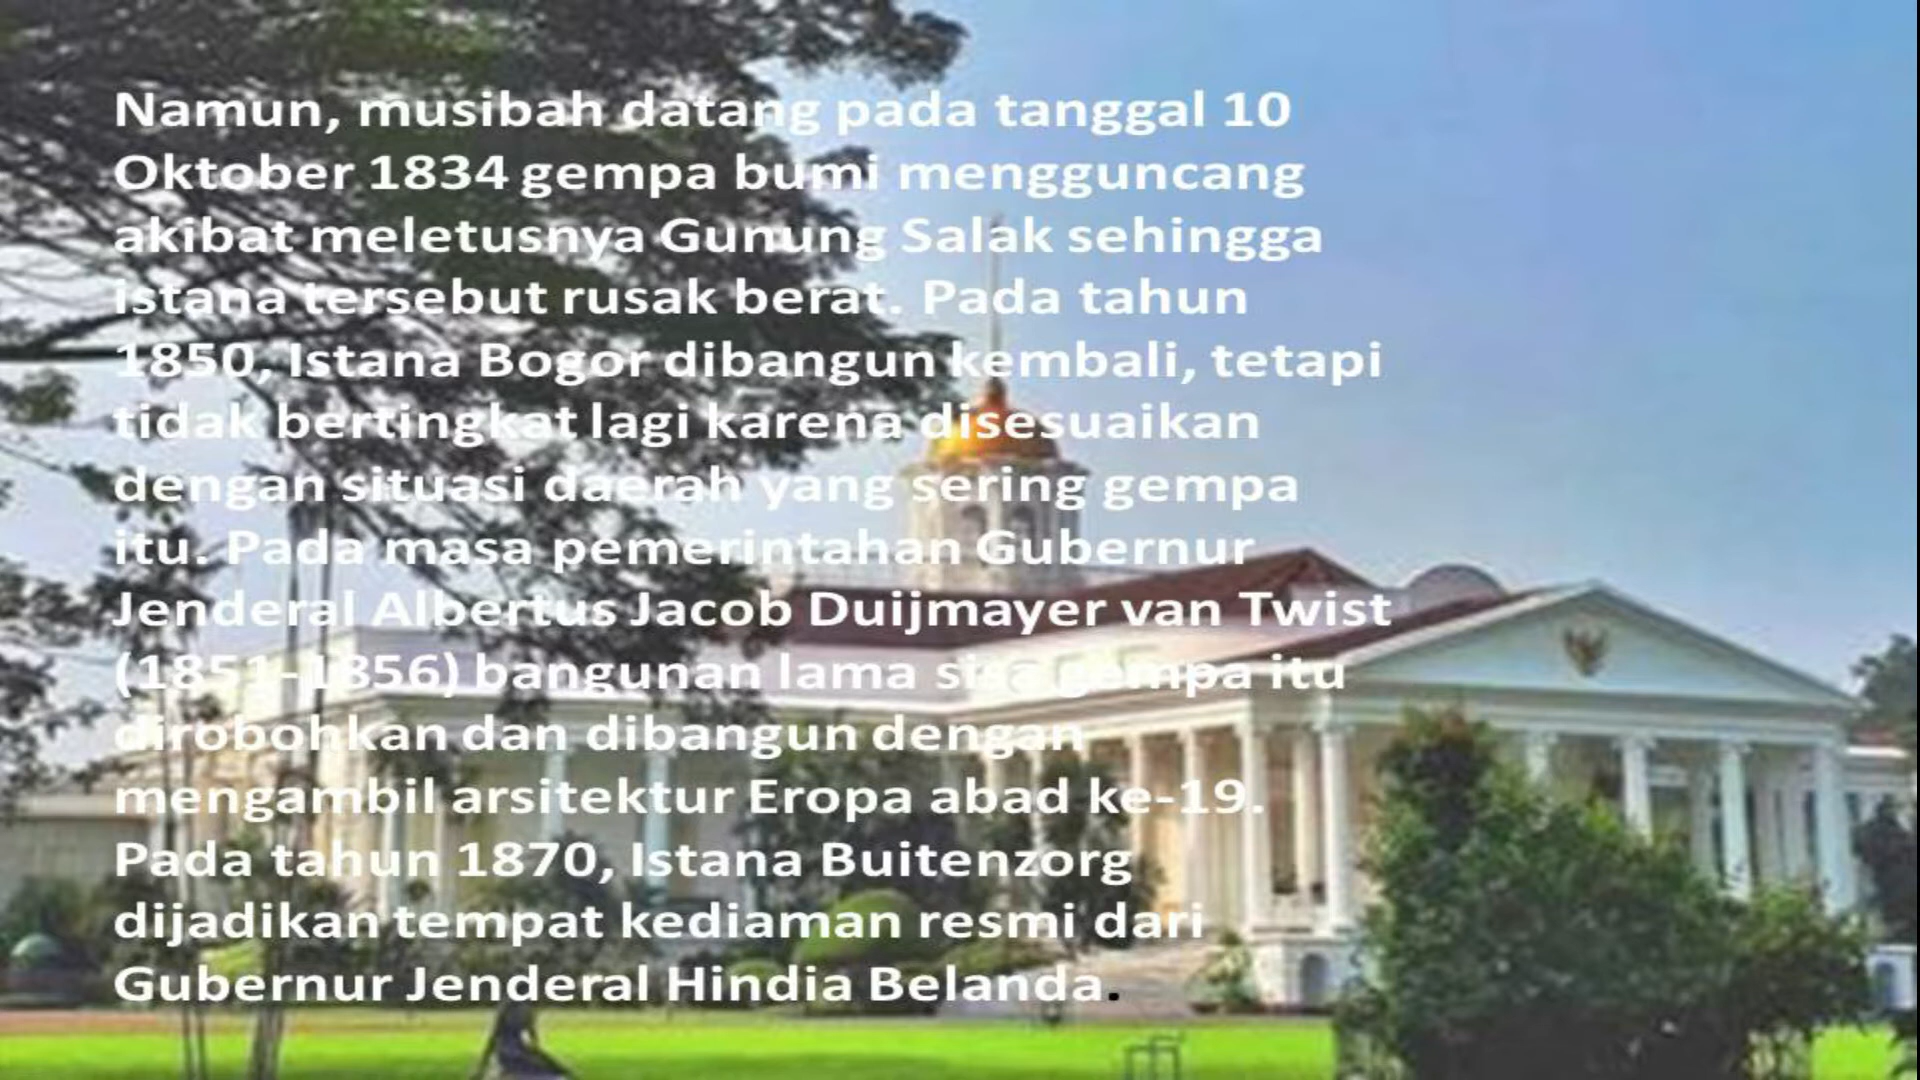 Namun, musibah datang pada tanggal 10
Oktober 1834 gempa bumi mengguncang
akibat meletusnya Gunung Salak sehingga
istana tersebut rusak berat. Pada tahun
1850, Istana Bogor dibangun kembali, tetapi
tidak bertingkat lagi karena disesuaikan
dengan situasi daerah yang sering gempa
itu. Pada masa pemerintahan Gubernur
Jenderal Albertus Jacob Duijmayer van Twist
(1851-1856) bangunan lama sisa gempa itu
dirobohkan dan dibangun dengan
mengambil arsitektur Eropa abad ke-19.
Pada tahun 1870, Istana Buitenzorg
dijadikan tempat kediaman resmi dari
Gubernur Jenderal Hindia Belanda.